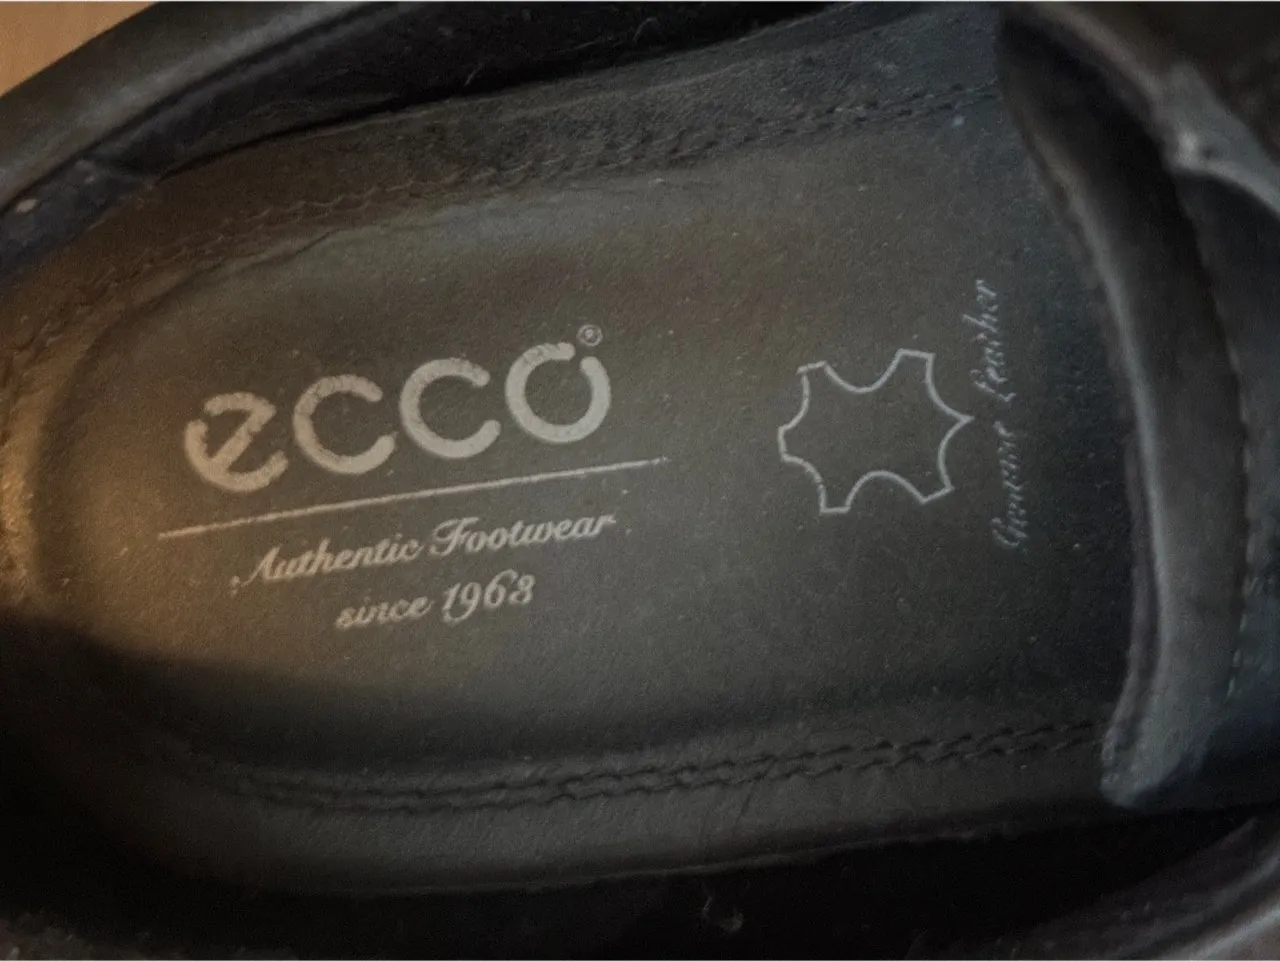 ecco®
Authentic Footwear
since 1963
Genuine Leather